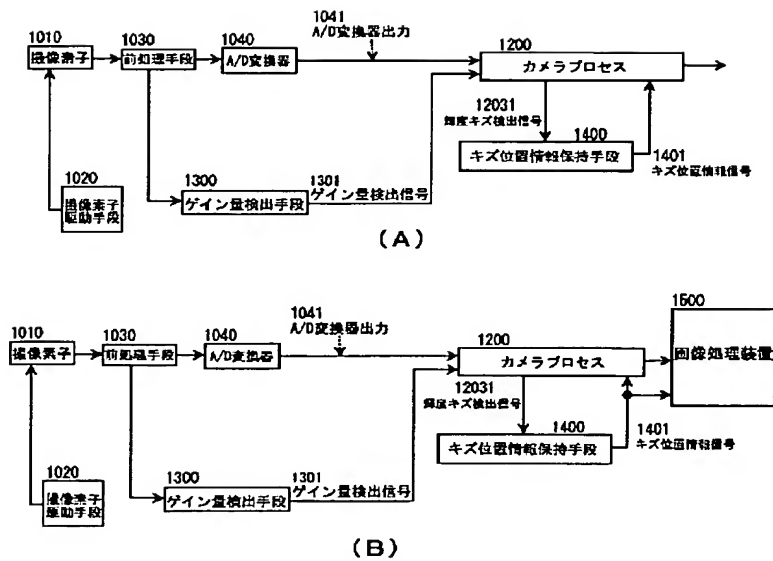 1041
A/D変換器出力
1010
撮像素子
1030
前処理手段
1040
A/D変換器
1200
カメラプロセス
12031
輝度キズ検出信号
1400
キズ位置情報保持手段
1401
キズ位置情報信号
1020
撮像素子
駆動手段
1300
ゲイン量検出手段
1301
ゲイン量検出信号
(A)
1041
A/D変換器出力
1010
撮像素子
1030
前処理手段
1040
A/D変換器
1200
カメラプロセス
1500
画像処理装置
12031
輝度キズ検出信号
1400
キズ位置情報保持手段
1401
キズ位置情報信号
1020
撮像素子
駆動手段
1300
ゲイン量検出手段
1301
ゲイン量検出信号
(B)